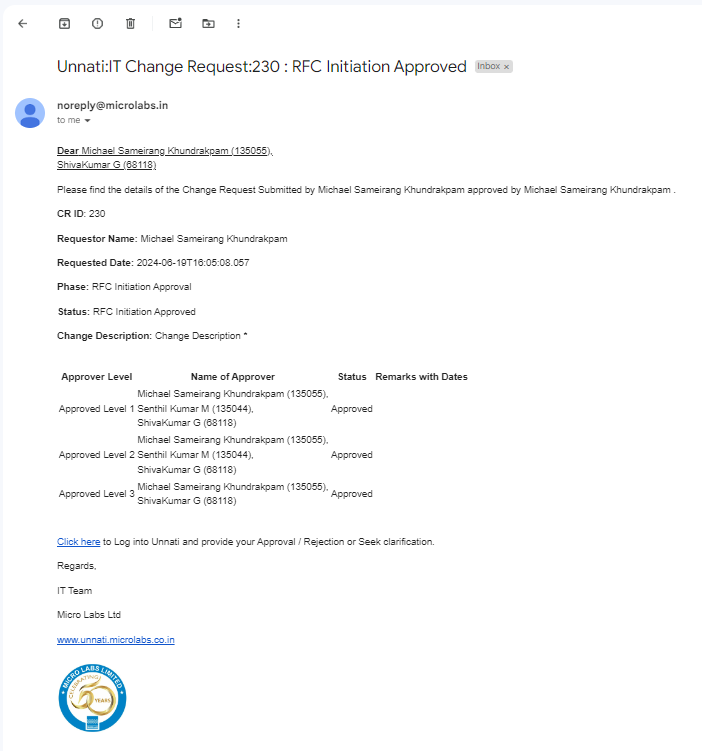 Unnati:IT Change Request:230 : RFC Initiation Approved Inbox ×
noreply@microlabs.in
to me
Dear Michael Sameirang Khundrakpam (135055),
ShivaKumar G (68118)
Please find the details of the Change Request Submitted by Michael Sameirang Khundrakpam approved by Michael Sameirang Khundrakpam .
CR ID: 230
Requestor Name: Michael Sameirang Khundrakpam
Requested Date: 2024-06-19T16:05:08.057
Phase: RFC Initiation Approval
Status: RFC Initiation Approved
Change Description: Change Description *
Approver Level Name of Approver Status Remarks with Dates
Michael Sameirang Khundrakpam (135055),
Approved Level 1 Senthil Kumar M (135044), Approved
ShivaKumar G (68118)
Michael Sameirang Khundrakpam (135055),
Approved Level 2 Senthil Kumar M (135044), Approved
ShivaKumar G (68118)
Michael Sameirang Khundrakpam (135055),
Approved Level 3 Approved
ShivaKumar G (68118)
Click here to Log into Unnati and provide your Approval / Rejection or Seek clarification.
Regards,
IT Team
Micro Labs Ltd
www.unnati.microlabs.co.in
MICRO LABS LIMITED
CELEBRATING
50 YEARS